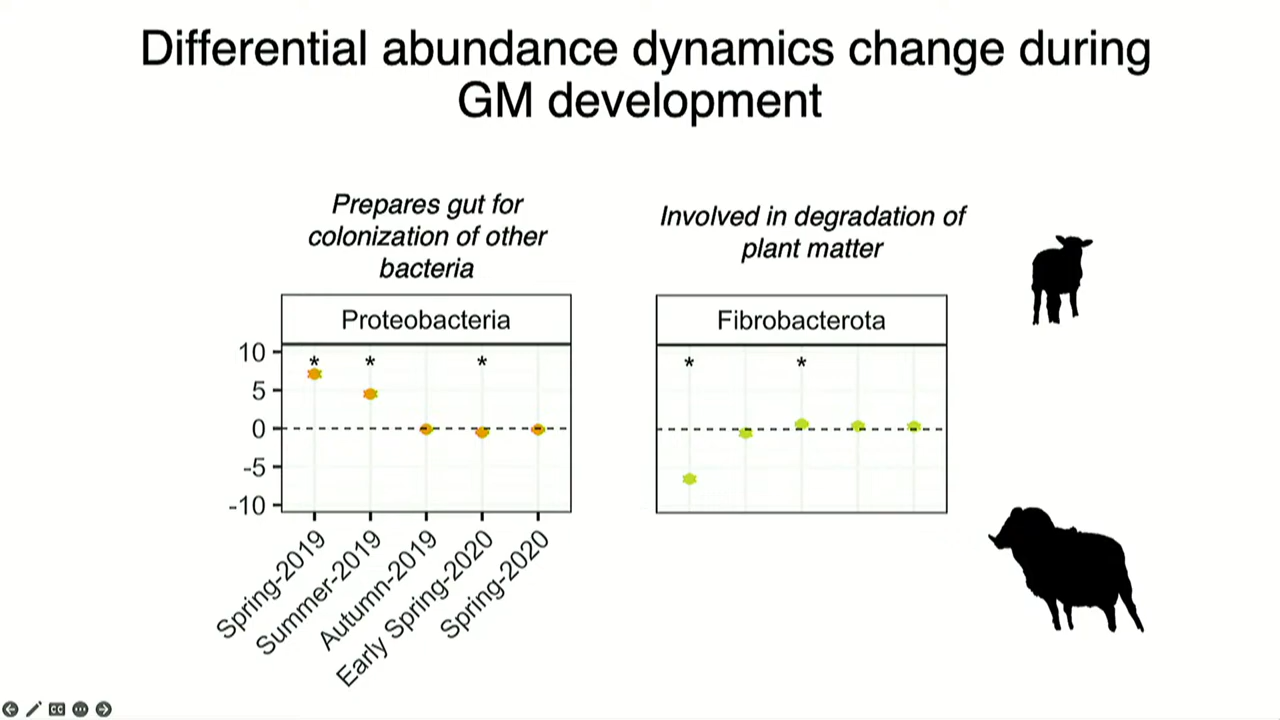 Differential abundance dynamics change during
GM development
Prepares gut for
colonization of other
bacteria
Involved in degradation of
plant matter
Proteobacteria
Fibrobacterota
10
5
0
-5
-10
* * *
* *
Spring-2019
Summer-2019
Autumn-2019
Early Spring-2020
Spring-2020
CC